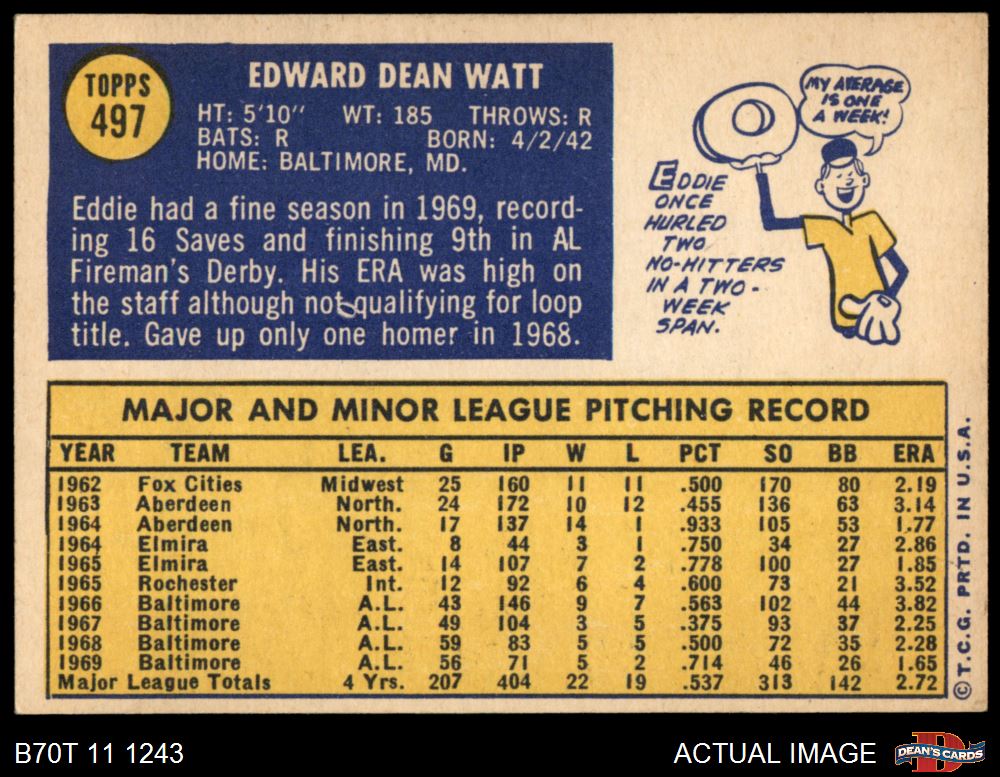 TOPPS
497
EDWARD DEAN WATT
HT: 5'10" WT: 185 THROWS: R
BATS: R BORN: 4/2/42
HOME: BALTIMORE, MD.
Eddie had a fine season in 1969, record-
ing 16 Saves and finishing 9th in AL
Fireman's Derby. His ERA was high on
the staff although not qualifying for loop
title. Gave up only one homer in 1968.
MY AVERAGE
IS ONE
A WEEK!
EDDIE
ONCE
HURLED
TWO
NO-HITTERS
IN A TWO-
WEEK
SPAN.
MAJOR AND MINOR LEAGUE PITCHING RECORD
YEAR TEAM LEA. G IP W L PCT SO BB ERA
1962 Fox Cities Midwest 25 160 11 11 .500 170 80 2.19
1963 Aberdeen North. 24 172 10 12 .455 136 63 3.14
1964 Aberdeen North. 17 137 14 1 .933 105 53 1.77
1964 Elmira East. 8 44 3 1 .750 34 27 2.86
1965 Elmira East. 14 107 7 2 .778 100 27 1.85
1965 Rochester Int. 12 92 6 4 .600 73 21 3.52
1966 Baltimore A.L. 43 146 9 7 .563 102 44 3.82
1967 Baltimore A.L. 49 104 3 5 .375 93 37 2.25
1968 Baltimore A.L. 59 83 5 5 .500 72 35 2.28
1969 Baltimore A.L. 56 71 5 2 .714 46 26 1.65
Major League Totals 4 Yrs. 207 404 22 19 .537 313 142 2.72
© T.C.G. PRTD. IN U.S.A.
B70T 11 1243
ACTUAL IMAGE
DEAN'S CARDS